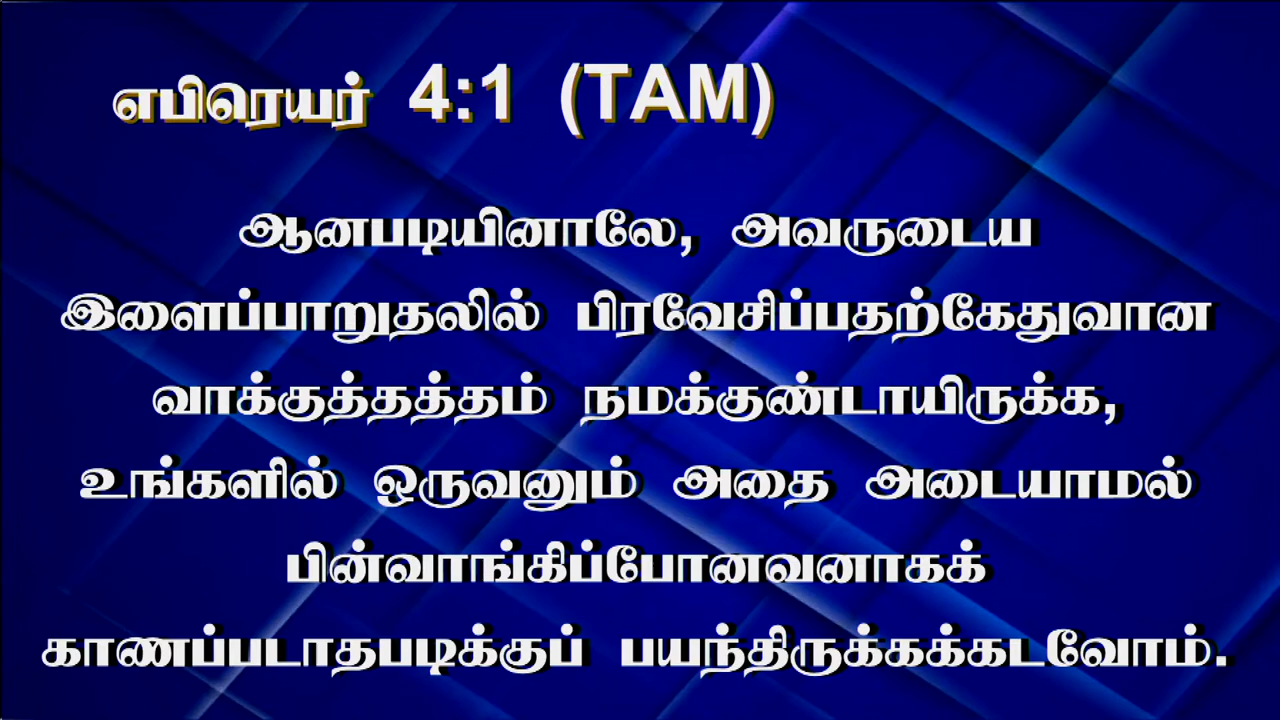 எபிரெயர் 4:1 (TAM)
ஆனபடியினாலே, அவருடைய
இளைப்பாறுதலில் பிரவேசிப்பதற்கேதுவான
வாக்குத்தத்தம் நமக்குண்டாயிருக்க,
உங்களில் ஒருவனும் அதை அடையாமல்
பின்வாங்கிப்போனவனாகக்
காணப்படாதபடிக்குப் பயந்திருக்கக்கடவோம்.